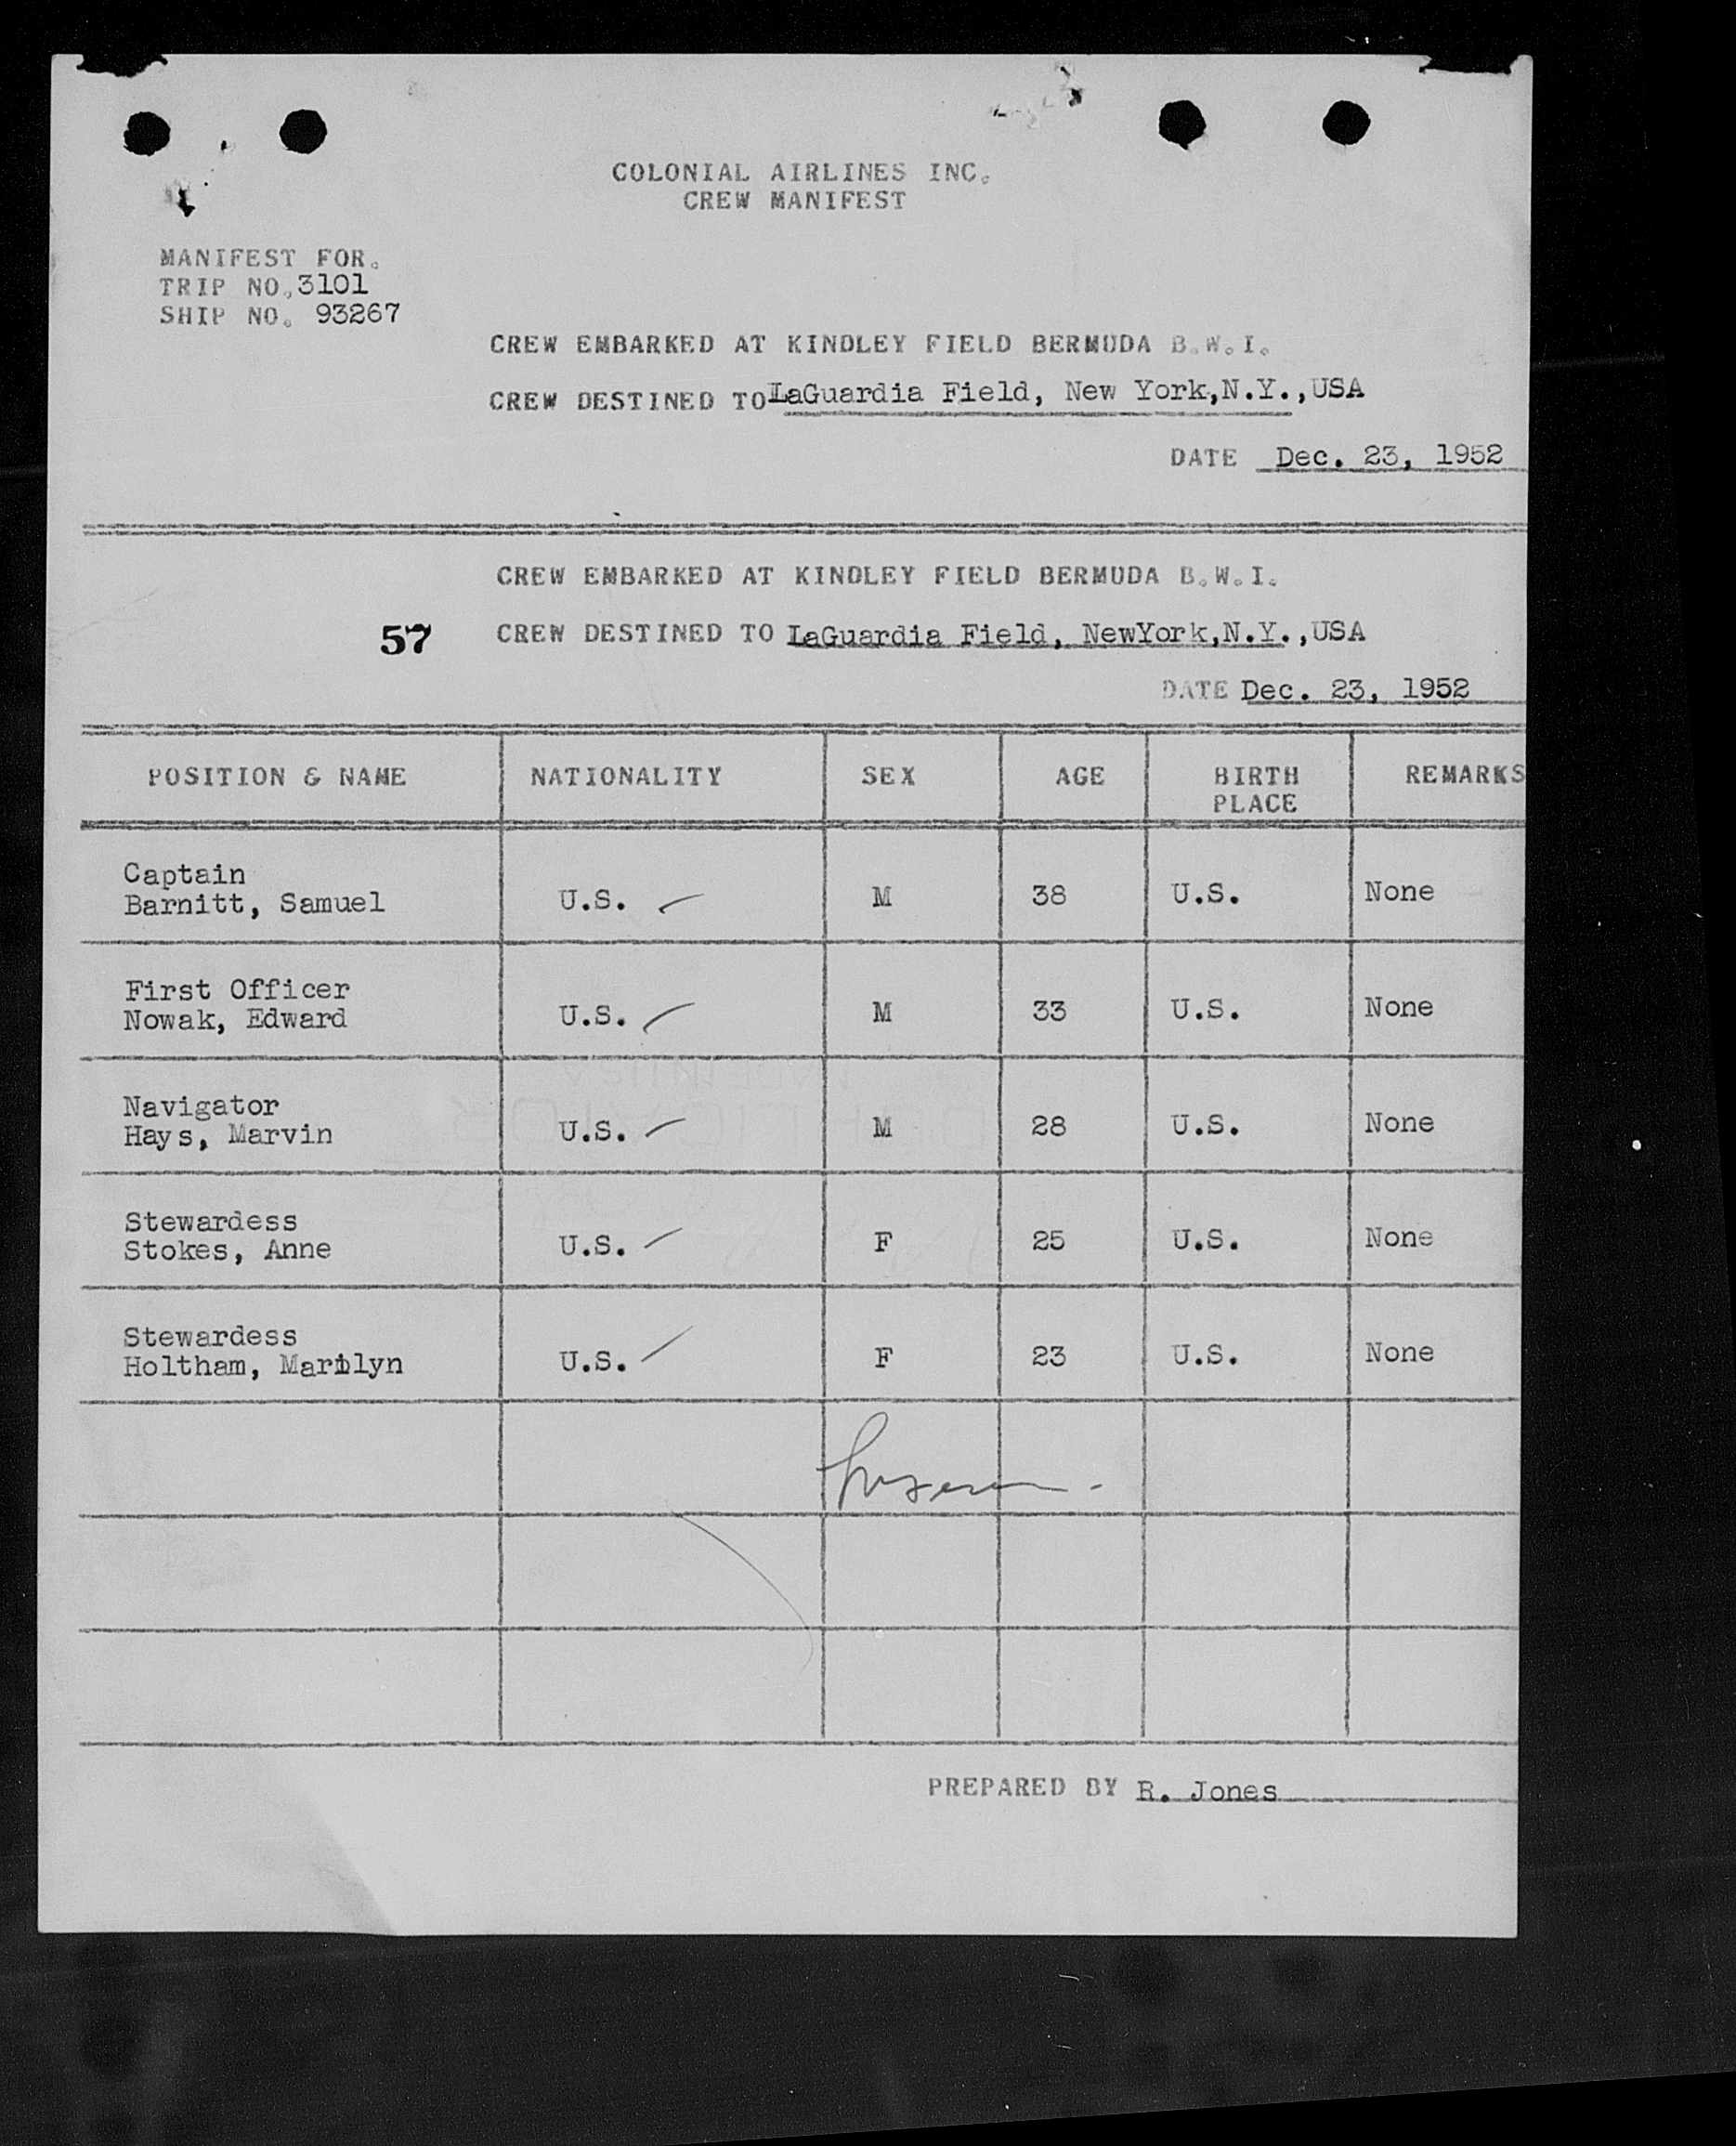 COLONIAL AIRLINES INC.
CREW MANIFEST
MANIFEST FOR.
TRIP NO. 3101
SHIP NO. 93267
CREW EMBARKED AT KINDLEY FIELD BERMUDA B.W.I.
CREW DESTINED TO LaGuardia Field, New York, N.Y., USA
DATE Dec. 23, 1952
CREW EMBARKED AT KINDLEY FIELD BERMUDA B.W.I.
57 CREW DESTINED TO LaGuardia Field, NewYork, N.Y., USA
DATE Dec. 23, 1952
POSITION & NAME NATIONALITY SEX AGE BIRTH PLACE REMARKS
Captain
Barnitt, Samuel U.S. M 38 U.S. None
First Officer
Nowak, Edward U.S. M 33 U.S. None
Navigator
Hays, Marvin U.S. M 28 U.S. None
Stewardess
Stokes, Anne U.S. F 25 U.S. None
Stewardess
Holtham, Marilyn U.S. F 23 U.S. None
PREPARED BY R. Jones